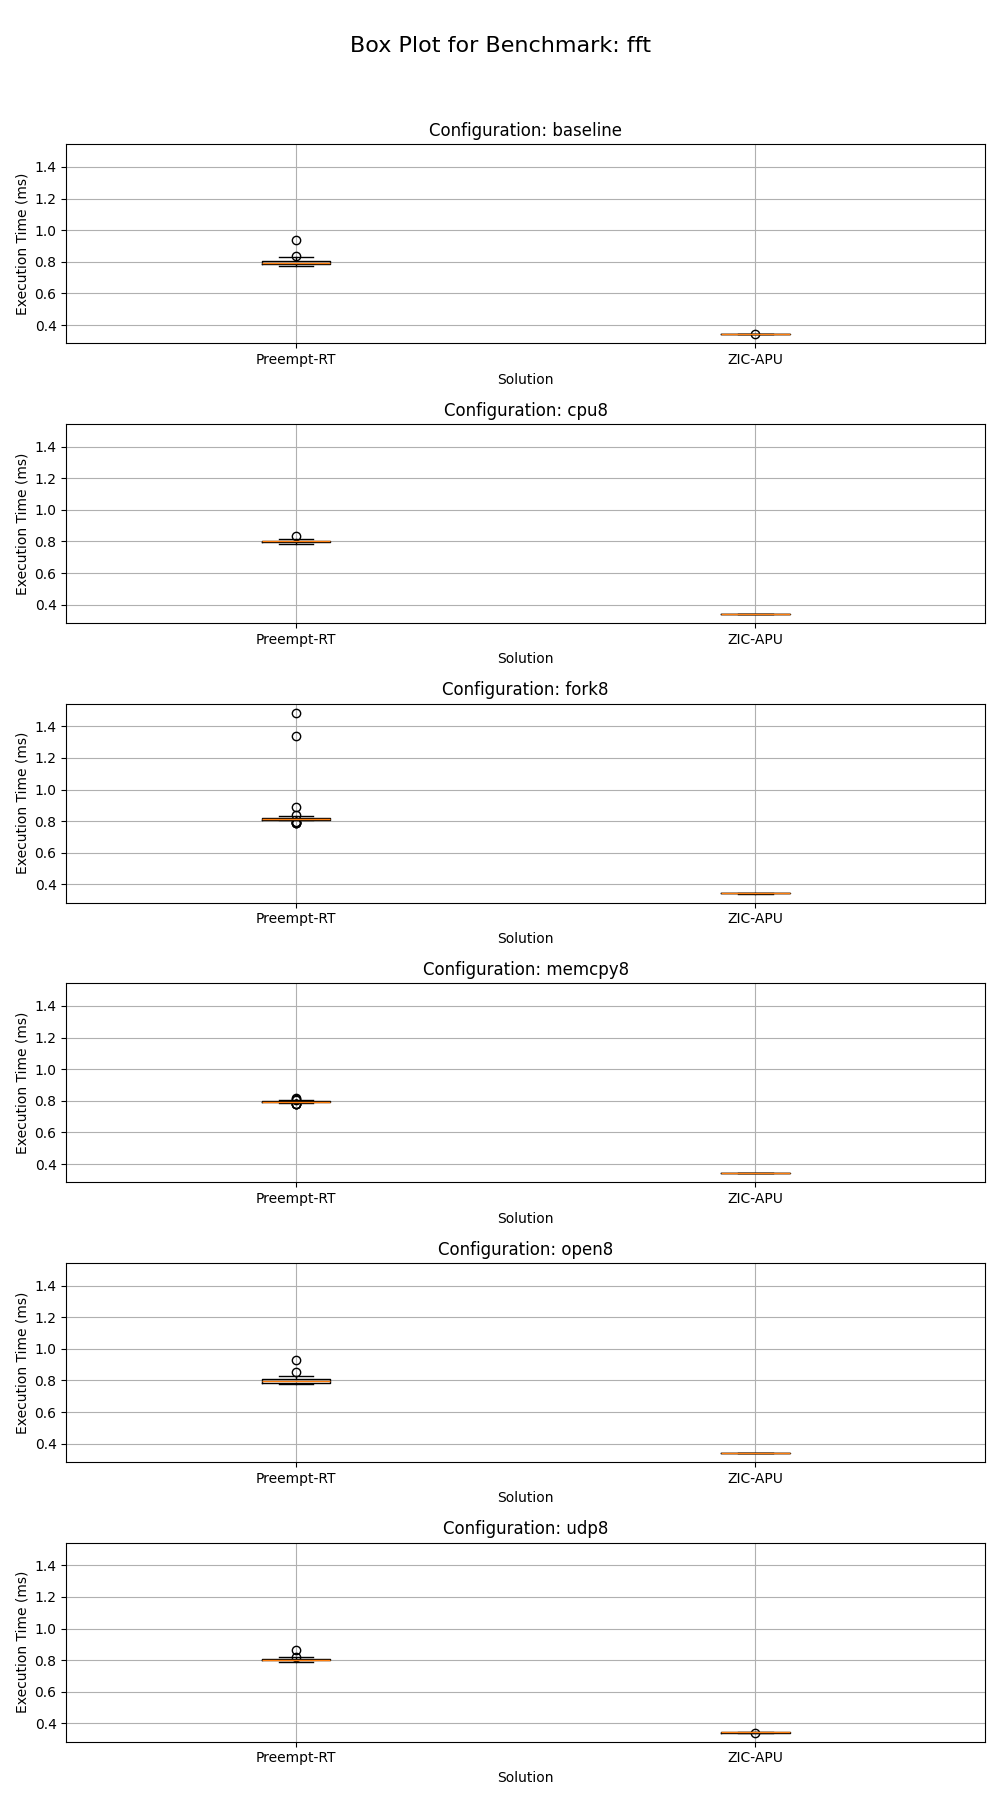 Box Plot for Benchmark: fft
Configuration: baseline
Execution Time (ms)
1.4
1.2
1.0
0.8
0.6
0.4
Preempt-RT
ZIC-APU
Solution
Configuration: cpu8
Execution Time (ms)
1.4
1.2
1.0
0.8
0.6
0.4
Preempt-RT
ZIC-APU
Solution
Configuration: fork8
Execution Time (ms)
1.4
1.2
1.0
0.8
0.6
0.4
Preempt-RT
ZIC-APU
Solution
Configuration: memcpy8
Execution Time (ms)
1.4
1.2
1.0
0.8
0.6
0.4
Preempt-RT
ZIC-APU
Solution
Configuration: open8
Execution Time (ms)
1.4
1.2
1.0
0.8
0.6
0.4
Preempt-RT
ZIC-APU
Solution
Configuration: udp8
Execution Time (ms)
1.4
1.2
1.0
0.8
0.6
0.4
Preempt-RT
ZIC-APU
Solution